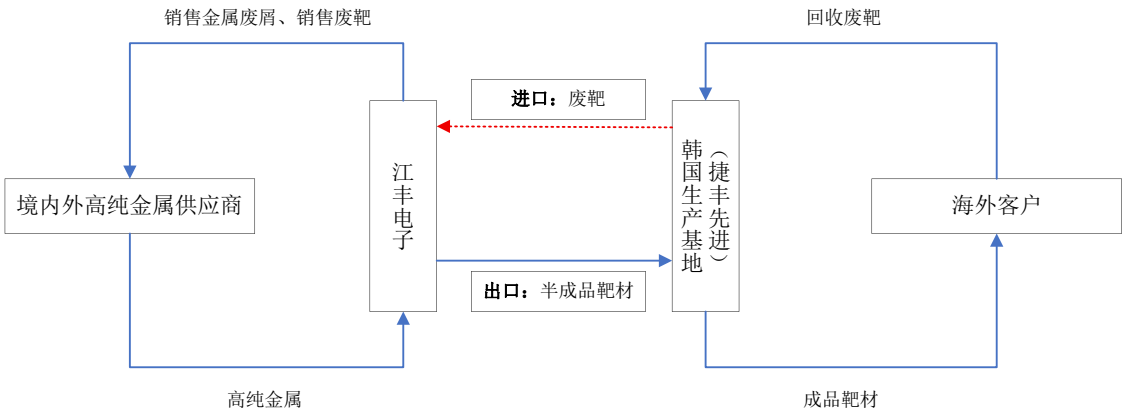 销售金属废屑、销售废靶
回收废靶
进口：废靶
境内外高纯金属供应商
江丰电子
韩国生产基地
（捷丰先进）
海外客户
出口：半成品靶材
高纯金属
成品靶材